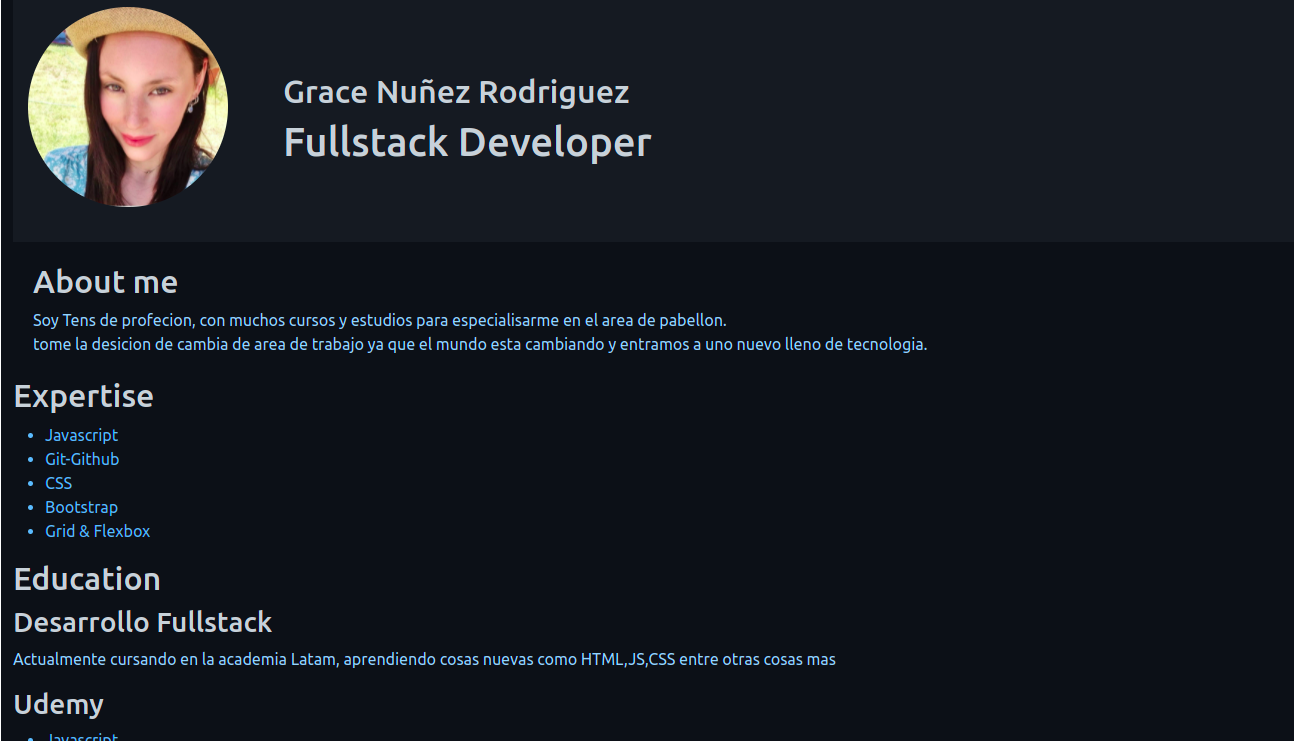 Grace Nuñez Rodriguez
Fullstack Developer
About me
Soy Tens de profecion, con muchos cursos y estudios para especialisarme en el area de pabellon.
tome la desicion de cambia de area de trabajo ya que el mundo esta cambiando y entramos a uno nuevo lleno de tecnologia.
Expertise
• Javascript
• Git-Github
• CSS
• Bootstrap
• Grid & Flexbox
Education
Desarrollo Fullstack
Actualmente cursando en la academia Latam, aprendiendo cosas nuevas como HTML,JS,CSS entre otras cosas mas
Udemy
• Javascript